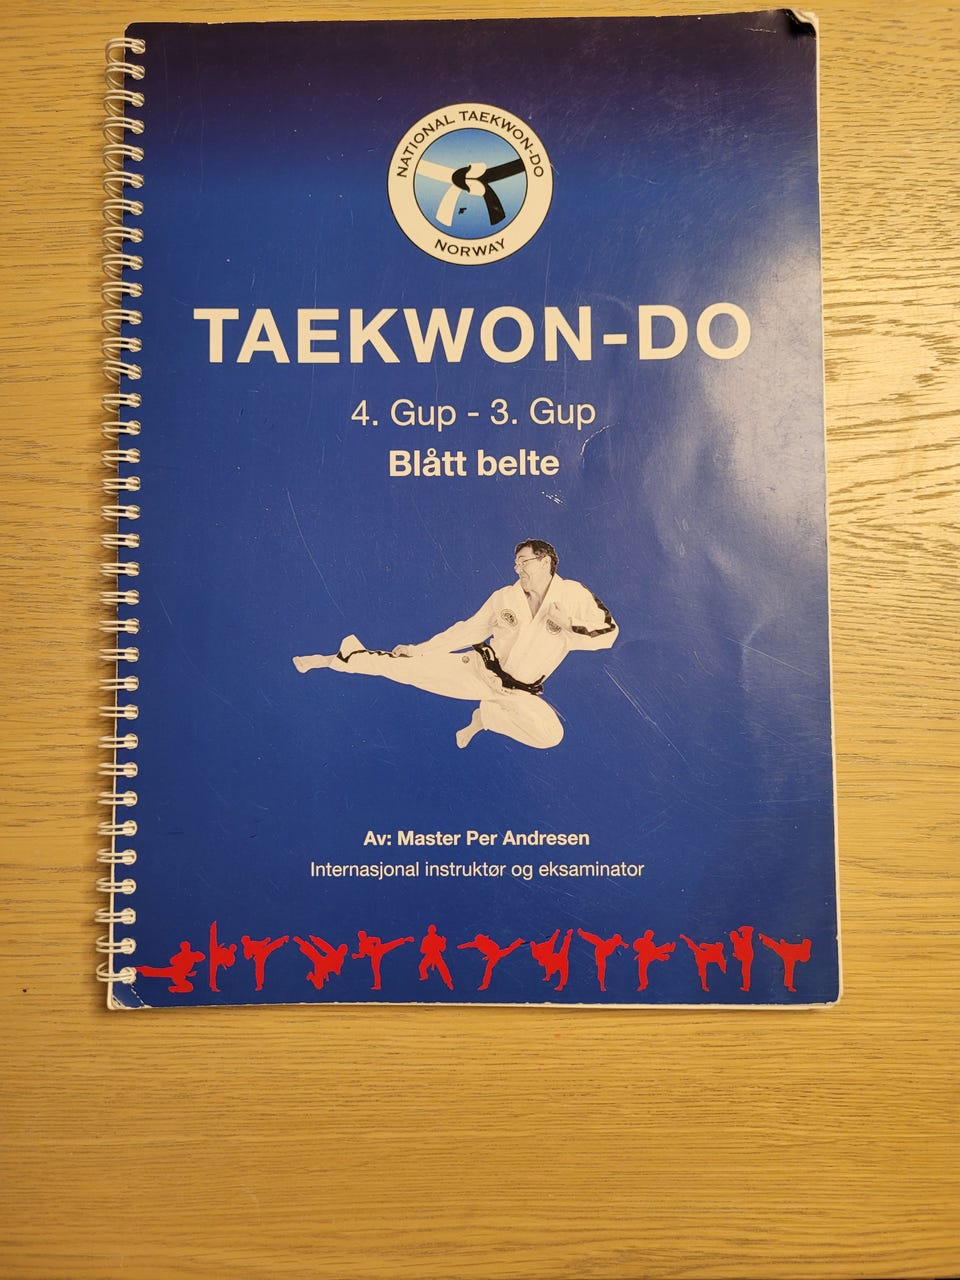 NATIONAL TAEKWON-DO
NORWAY
TAEKWON-DO
4. Gup - 3. Gup
Blått belte
Av: Master Per Andresen
Internasjonal instruktør og eksaminator